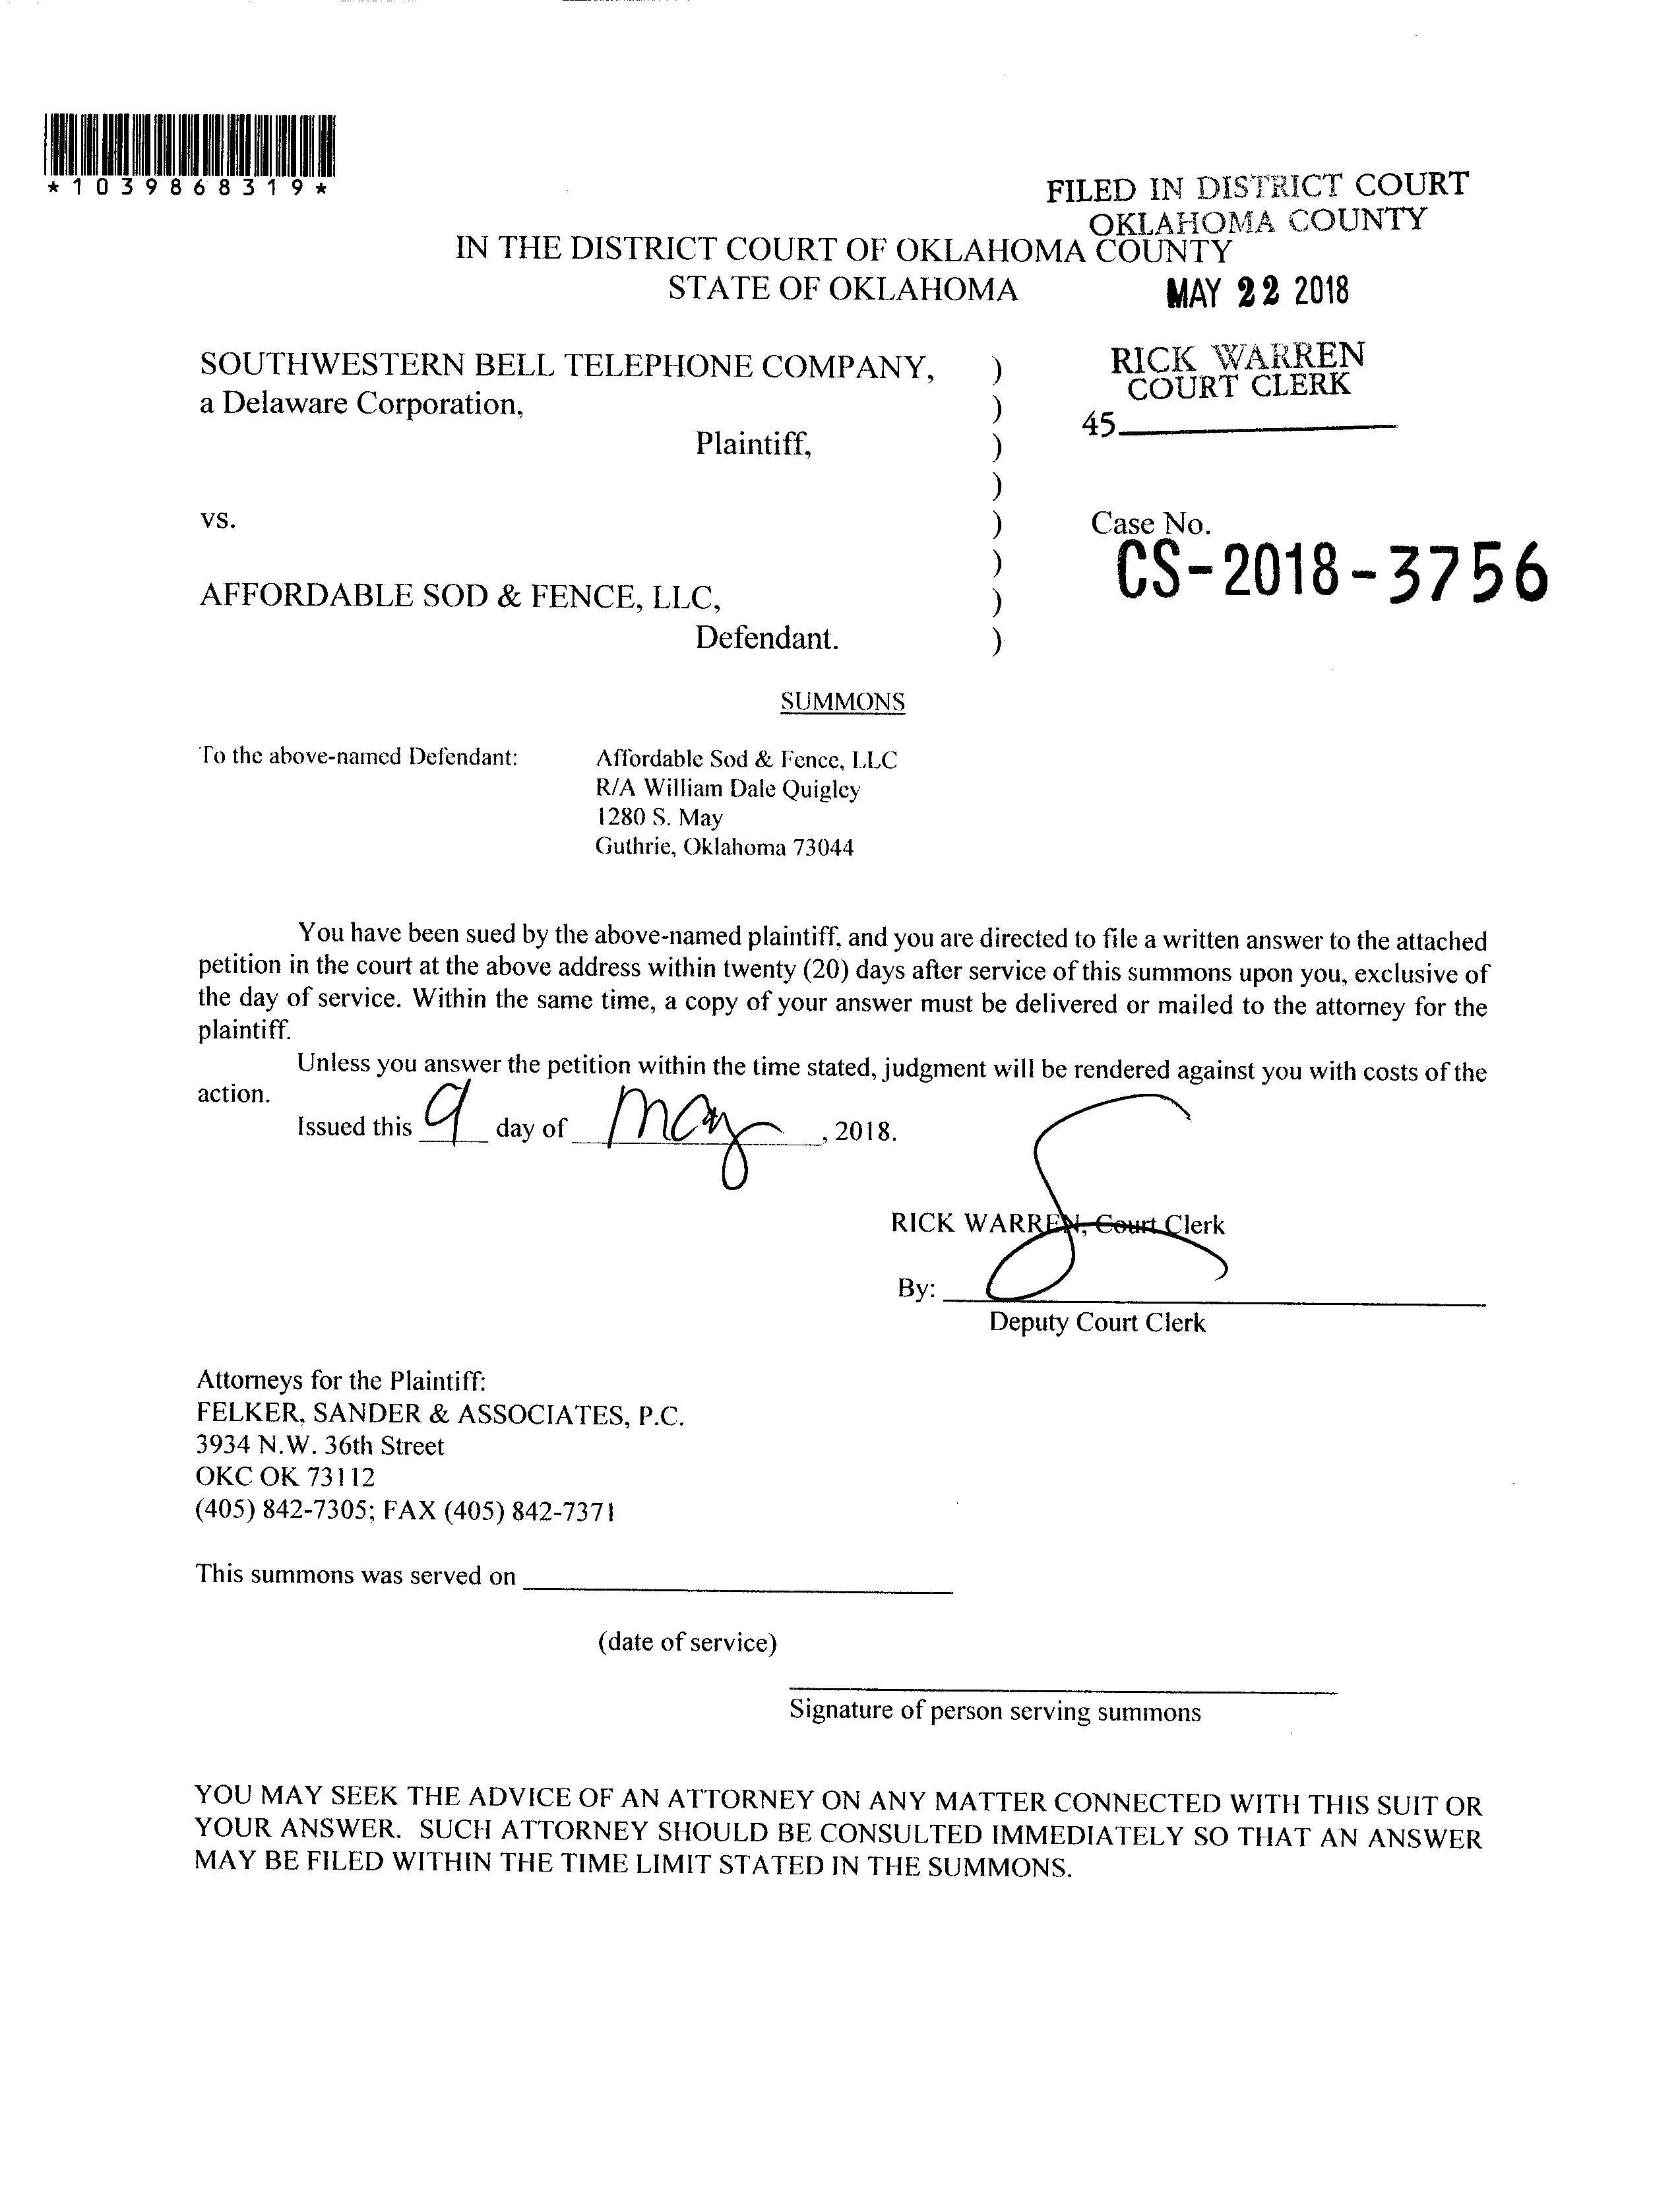 *1039868319*
FILED IN DISTRICT COURT
OKLAHOMA COUNTY
IN THE DISTRICT COURT OF OKLAHOMA COUNTY
STATE OF OKLAHOMA
MAY 22 2018
RICK WARREN
COURT CLERK
45
SOUTHWESTERN BELL TELEPHONE COMPANY, )
a Delaware Corporation, )
Plaintiff, )
)
vs. )
)
AFFORDABLE SOD & FENCE, LLC, )
Defendant. )
Case No.
CS-2018-3756
SUMMONS
To the above-named Defendant: Affordable Sod & Fence, LLC
R/A William Dale Quigley
1280 S. May
Guthrie, Oklahoma 73044
You have been sued by the above-named plaintiff, and you are directed to file a written answer to the attached
petition in the court at the above address within twenty (20) days after service of this summons upon you, exclusive of
the day of service. Within the same time, a copy of your answer must be delivered or mailed to the attorney for the
plaintiff.
Unless you answer the petition within the time stated, judgment will be rendered against you with costs of the
action.
Issued this 9 day of May, 2018.
RICK WARREN, Court Clerk
By:
Deputy Court Clerk
Attorneys for the Plaintiff:
FELKER, SANDER & ASSOCIATES, P.C.
3934 N.W. 36th Street
OKC OK 73112
(405) 842-7305; FAX (405) 842-7371
This summons was served on
(date of service)
Signature of person serving summons
YOU MAY SEEK THE ADVICE OF AN ATTORNEY ON ANY MATTER CONNECTED WITH THIS SUIT OR
YOUR ANSWER. SUCH ATTORNEY SHOULD BE CONSULTED IMMEDIATELY SO THAT AN ANSWER
MAY BE FILED WITHIN THE TIME LIMIT STATED IN THE SUMMONS.